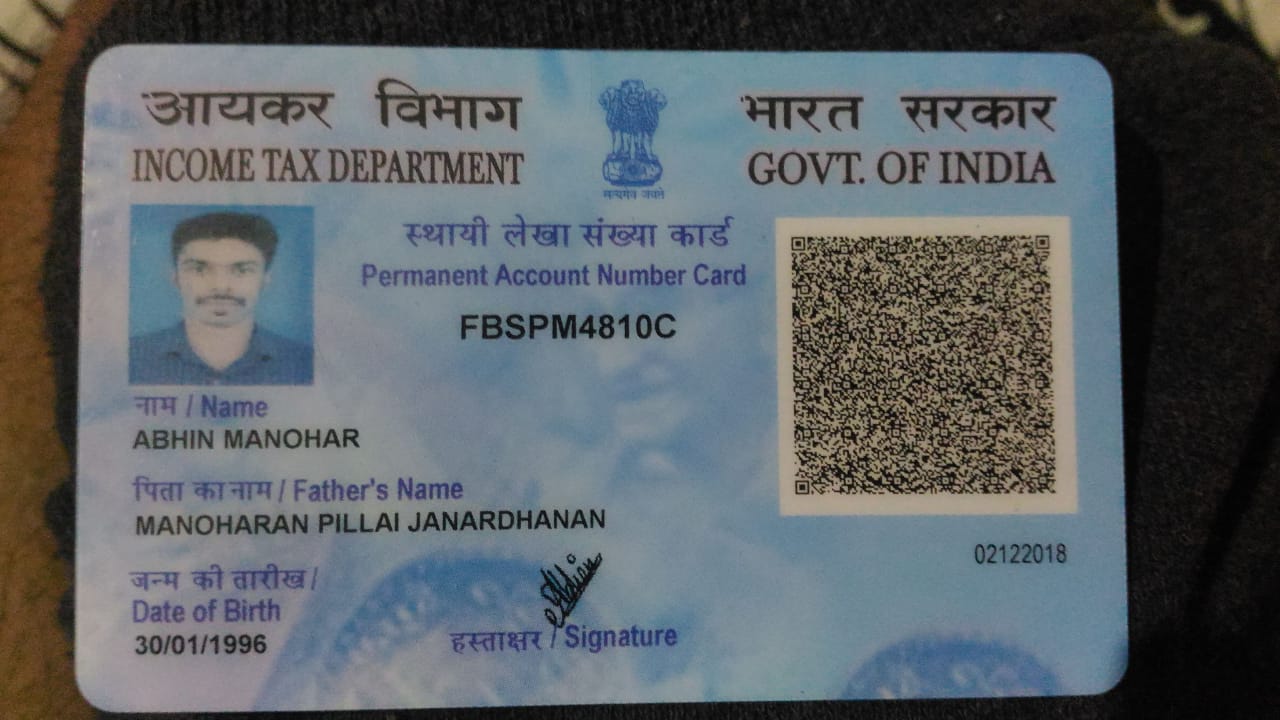 आयकर विभाग
INCOME TAX DEPARTMENT
सत्यमेव जयते
भारत सरकार
GOVT. OF INDIA
स्थायी लेखा संख्या कार्ड
Permanent Account Number Card
FBSPM4810C
नाम / Name
ABHIN MANOHAR
पिता का नाम / Father's Name
MANOHARAN PILLAI JANARDHANAN
02122018
जन्म की तारीख /
Date of Birth
30/01/1996
Abhin
हस्ताक्षर / Signature